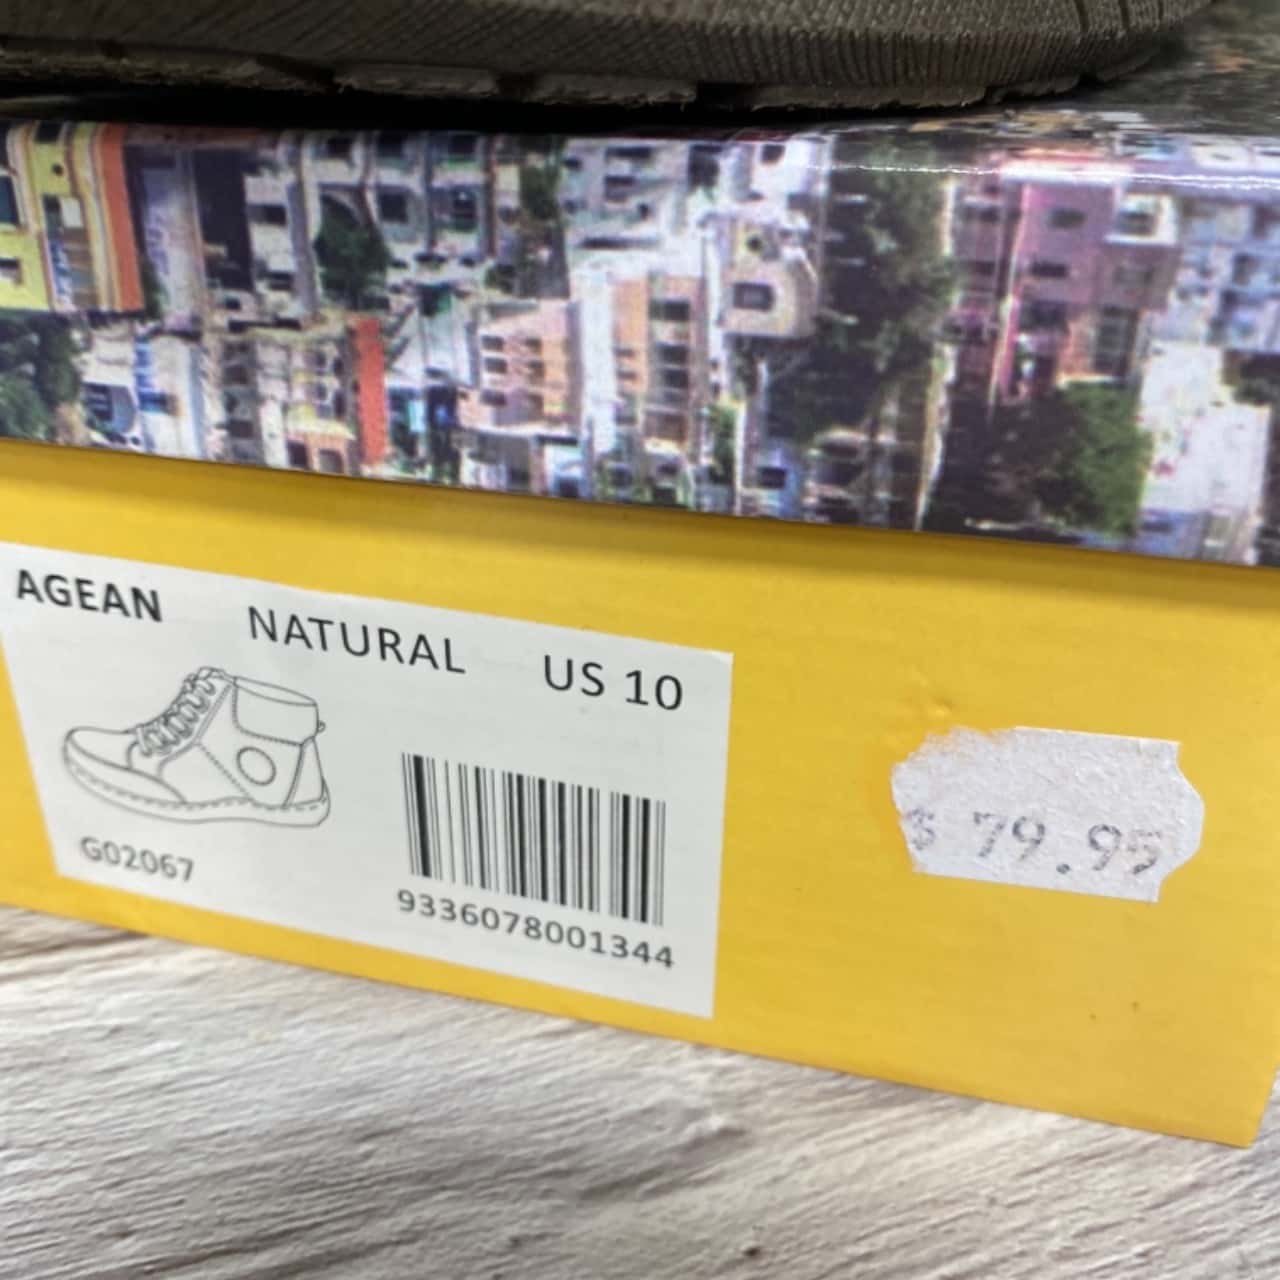 AGEAN NATURAL US 10
G02067
9336078001344
$ 79.95